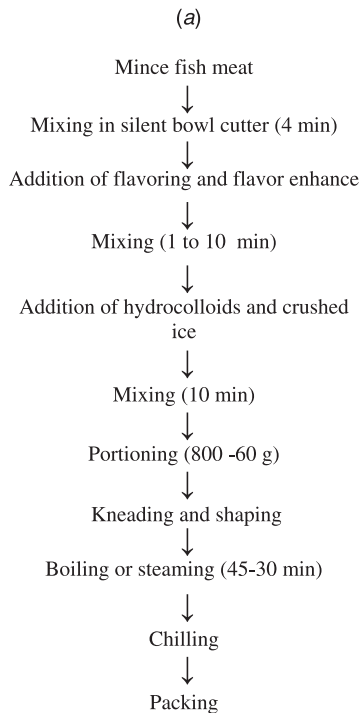 (a)
Mince fish meat
Mixing in silent bowl cutter (4 min)
Addition of flavoring and flavor enhance
Mixing (1 to 10 min)
Addition of hydrocolloids and crushed
ice
Mixing (10 min)
Portioning (800 -60 g)
Kneading and shaping
Boiling or steaming (45-30 min)
Chilling
Packing